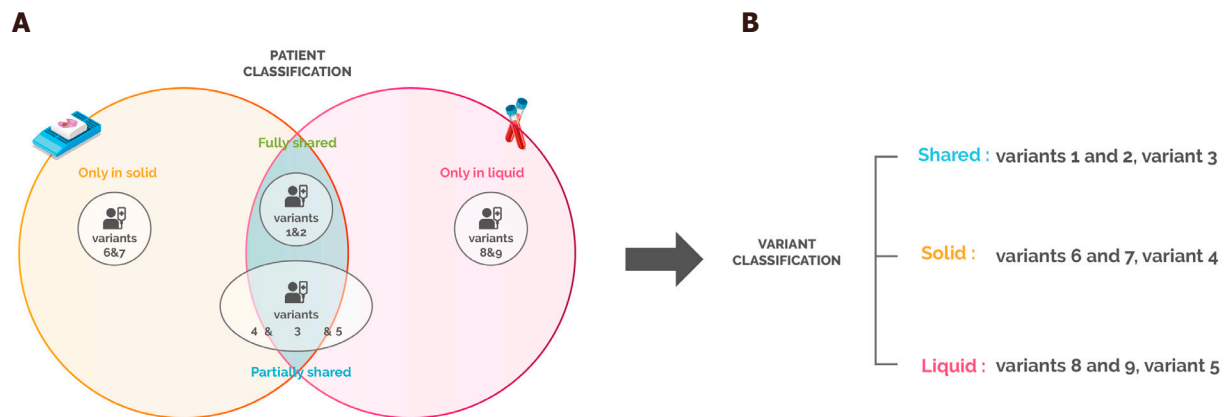 A
B
PATIENT
CLASSIFICATION
Fully shared
Only in solid
Only in liquid
variants
6&7
variants
1&2
variants
8&9
variants
4 & 3 & 5
Partially shared
VARIANT
CLASSIFICATION
Shared : variants 1 and 2, variant 3
Solid : variants 6 and 7, variant 4
Liquid : variants 8 and 9, variant 5